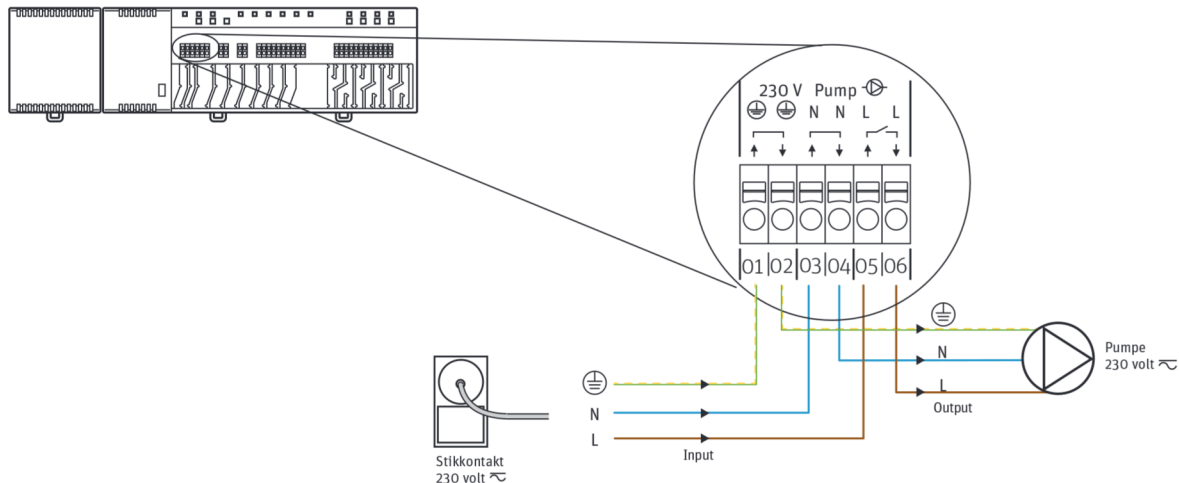 230 V Pump
N N L L
01 02 03 04 05 06
N
L
Output
Pumpe
230 volt
N
L
Input
Stikkontakt
230 volt